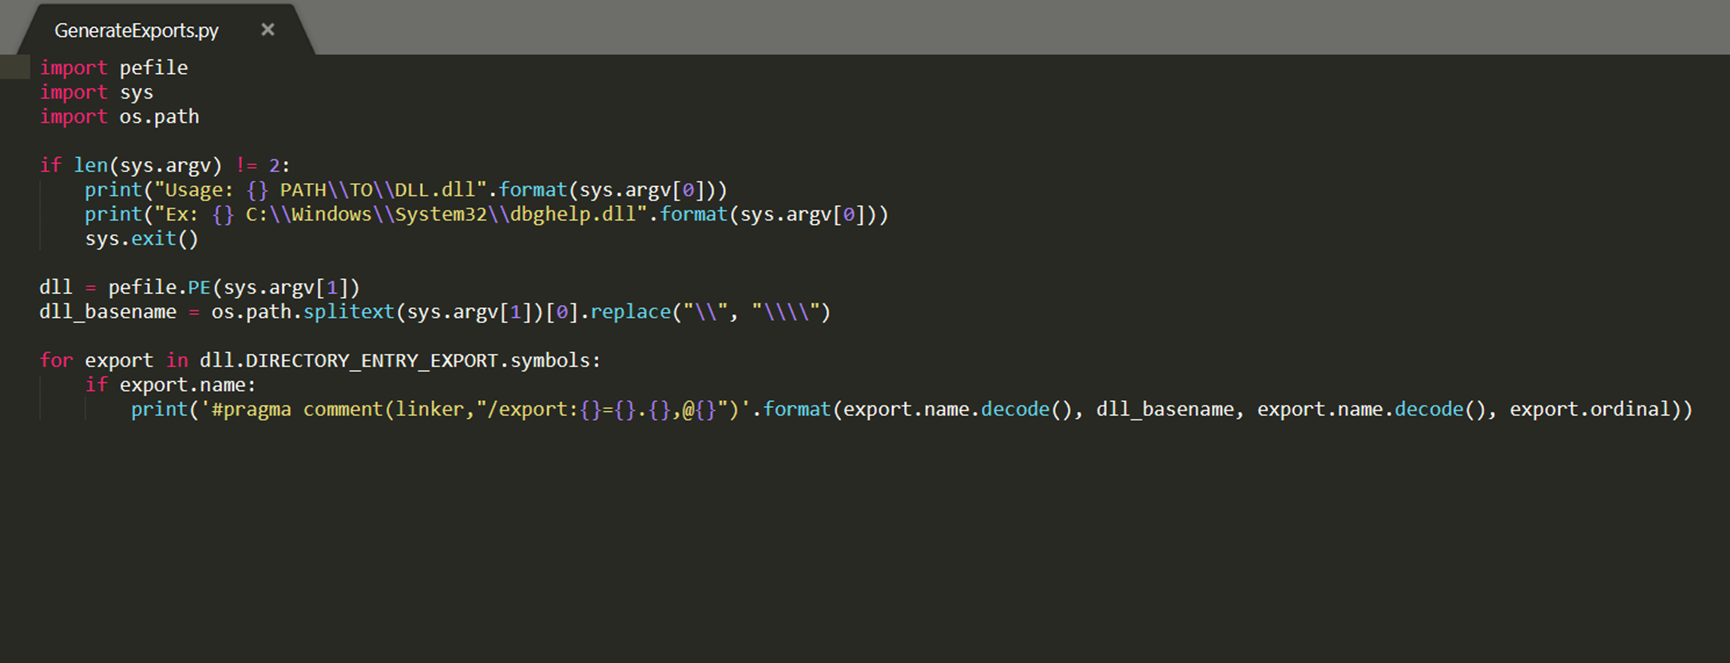 GenerateExports.py ×
import pefile
import sys
import os.path
if len(sys.argv) != 2:
    print("Usage: {} PATH\\TO\\DLL.dll".format(sys.argv[0]))
    print("Ex: {} C:\\Windows\\System32\\dbghelp.dll".format(sys.argv[0]))
    sys.exit()
dll = pefile.PE(sys.argv[1])
dll_basename = os.path.splitext(sys.argv[1])[0].replace("\\", "\\\\")
for export in dll.DIRECTORY_ENTRY_EXPORT.symbols:
    if export.name:
        print('#pragma comment(linker,"/export:{}={}.{},@{}")'.format(export.name.decode(), dll_basename, export.name.decode(), export.ordinal))